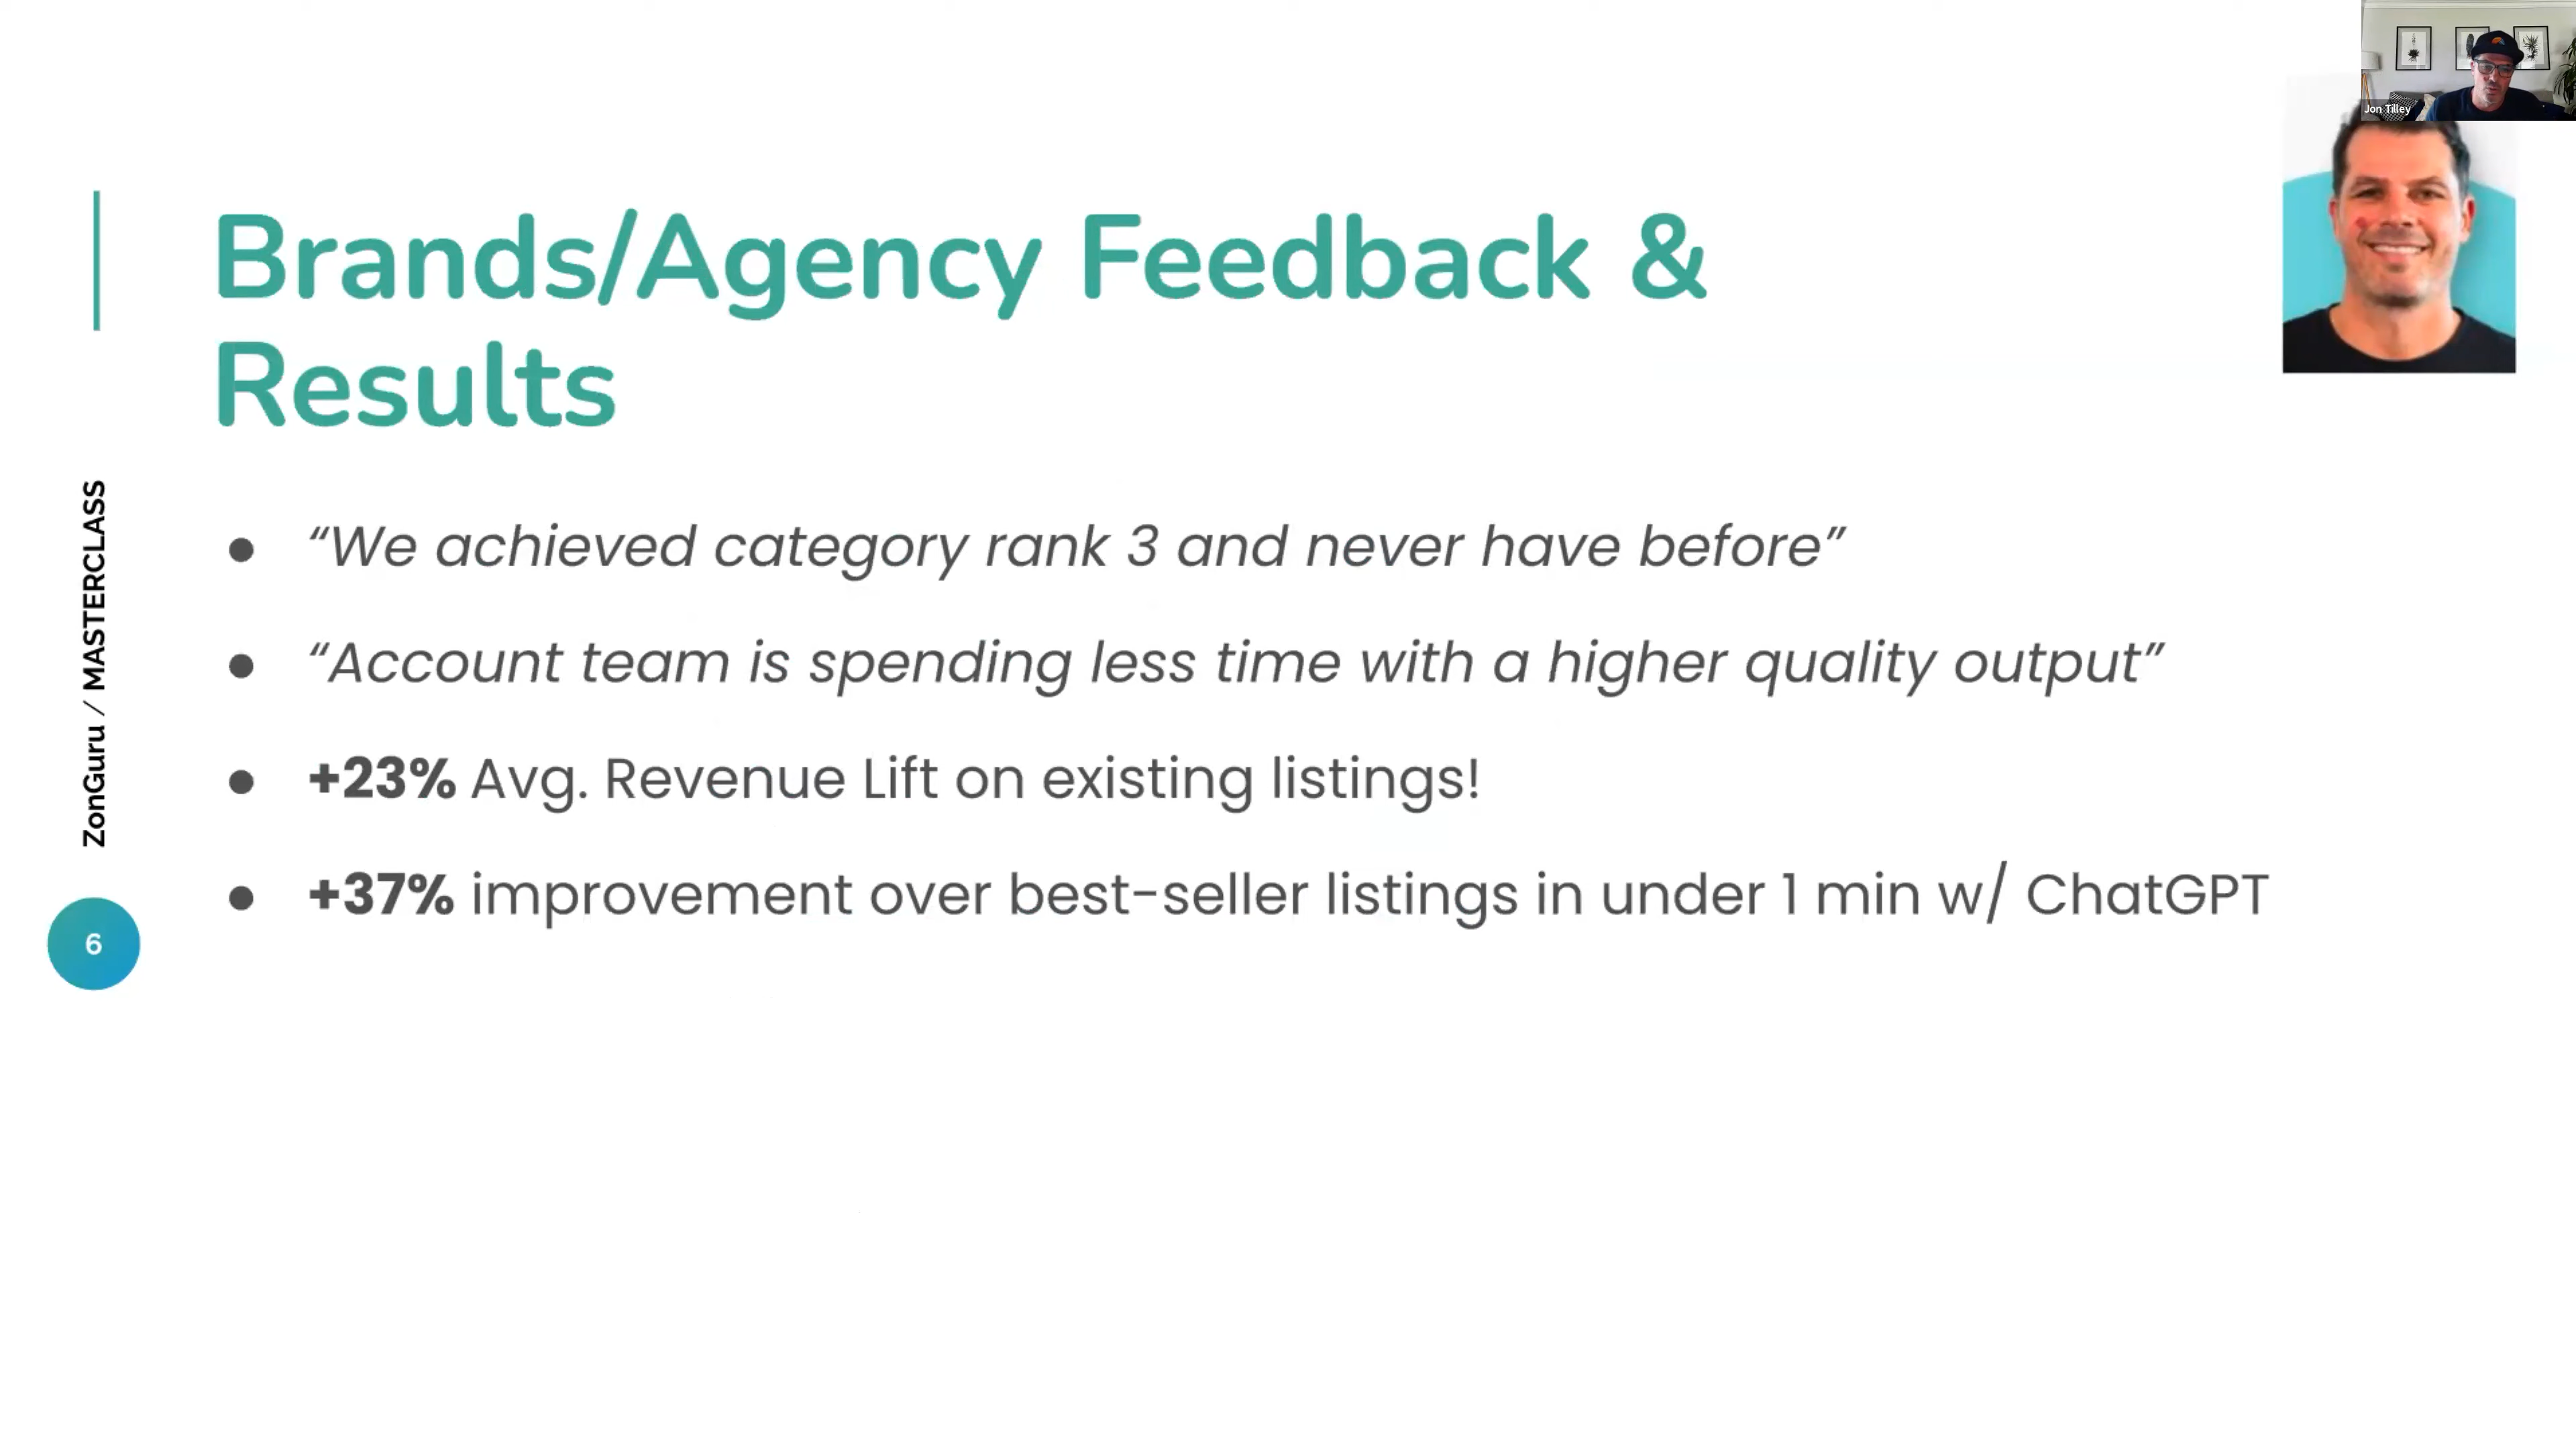 Jon Tilley
Brands/Agency Feedback &
Results
ZonGuru / MASTERCLASS
● “We achieved category rank 3 and never have before”
● “Account team is spending less time with a higher quality output”
● +23% Avg. Revenue Lift on existing listings!
● +37% improvement over best-seller listings in under 1 min w/ ChatGPT
6